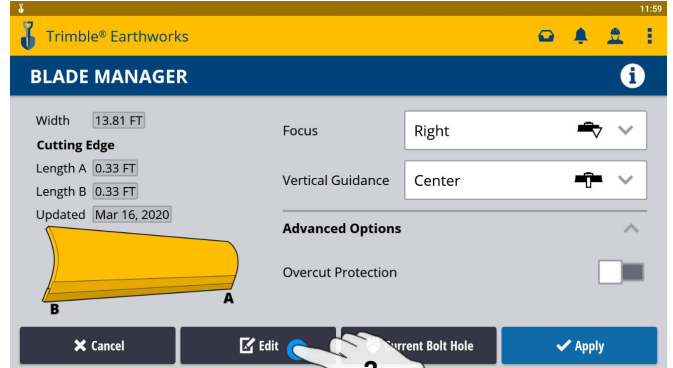 11:59
Trimble® Earthworks
BLADE MANAGER
Width 13.81 FT
Cutting Edge
Length A 0.33 FT
Length B 0.33 FT
Updated Mar 16, 2020
B
A
Focus Right
Vertical Guidance Center
Advanced Options
Overcut Protection
Cancel
Edit
Current Bolt Hole
Apply